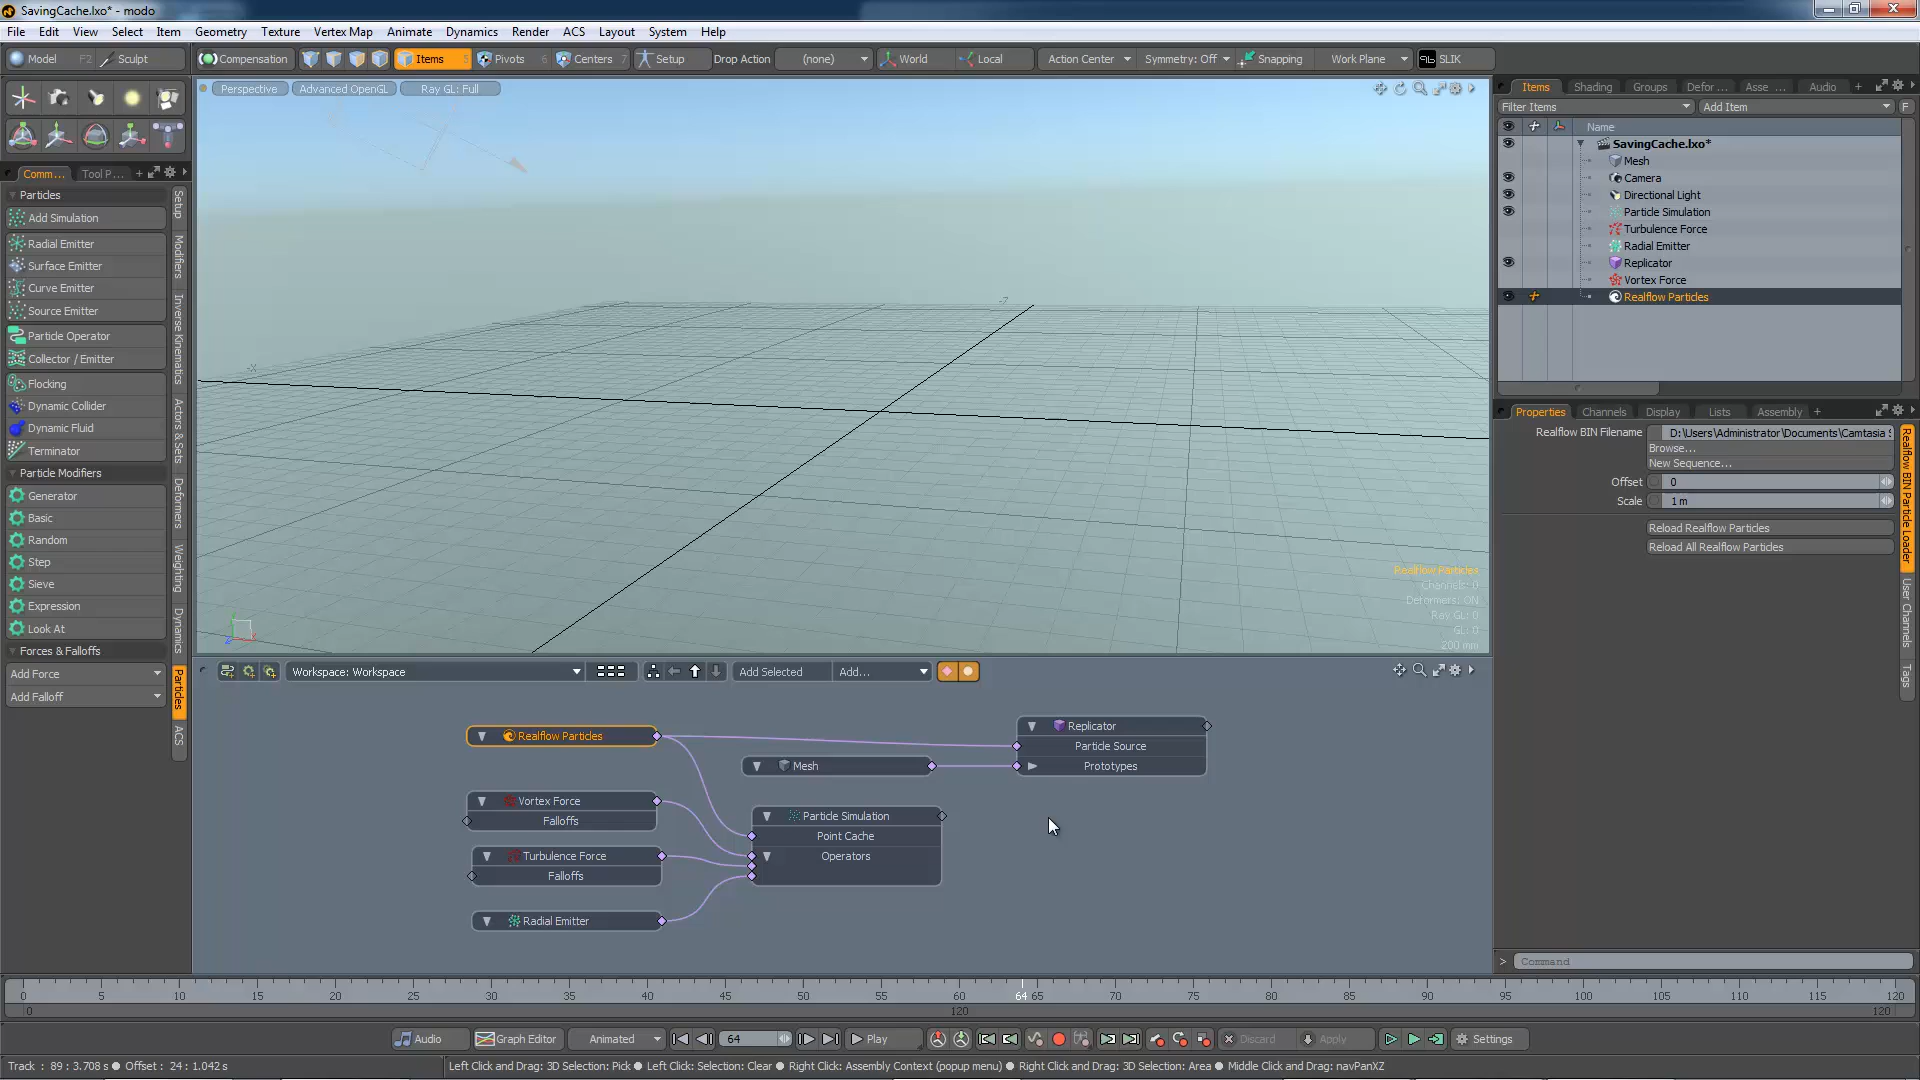 SavingCache.lxo* - modo
File Edit View Select Item Geometry Texture Vertex Map Animate Dynamics Render ACS Layout System Help
Model F2 Sculpt Compensation Items 5 Pivots 6 Centers 7 Setup Drop Action (none) World Local Action Center Symmetry: Off Snapping Work Plane SLIK
Perspective Advanced OpenGL Ray GL: Full
Items Shading Groups Defor ... Asse ... Audio +
Filter Items Add Item F
Name
SavingCache.lxo*
Mesh
Camera
Directional Light
Particle Simulation
Turbulence Force
Radial Emitter
Replicator
Vortex Force
Realflow Particles
Comm... Tool P... +
Particles
Add Simulation
Radial Emitter
Surface Emitter
Curve Emitter
Source Emitter
Particle Operator
Collector / Emitter
Flocking
Dynamic Collider
Dynamic Fluid
Terminator
Particle Modifiers
Generator
Basic
Random
Step
Sieve
Expression
Look At
Forces & Falloffs
Add Force
Add Falloff
Setup
Modifiers
Inverse Kinematics
Actors & Sets
Deformers
Weighting
Dynamics
Particles
ACS
Realflow Particles
Channels: 0
Deformers: ON
Ray GL: 0
GL: 0
200 mm
Properties Channels Display Lists Assembly +
Realflow BIN Filename D:\Users\Administrator\Documents\Camtasia S
Browse...
New Sequence...
Offset 0
Scale 1 m
Reload Realflow Particles
Reload All Realflow Particles
Realflow BIN Particle Loader
User Channels
Tags
Workspace: Workspace Add Selected Add...
Realflow Particles
Mesh
Replicator
Particle Source
Prototypes
Vortex Force
Falloffs
Turbulence Force
Falloffs
Radial Emitter
Particle Simulation
Point Cache
Operators
> Command
0 5 10 15 20 25 30 35 40 45 50 55 60 64 65 70 75 80 85 90 95 100 105 110 115 120
0 120 120
Audio Graph Editor Animated 64 Play Discard Apply Settings
Track : 89 : 3.708 s ● Offset : 24 : 1.042 s
Left Click and Drag: 3D Selection: Pick ● Left Click: Selection: Clear ● Right Click: Assembly Context (popup menu) ● Right Click and Drag: 3D Selection: Area ● Middle Click and Drag: navPanXZ